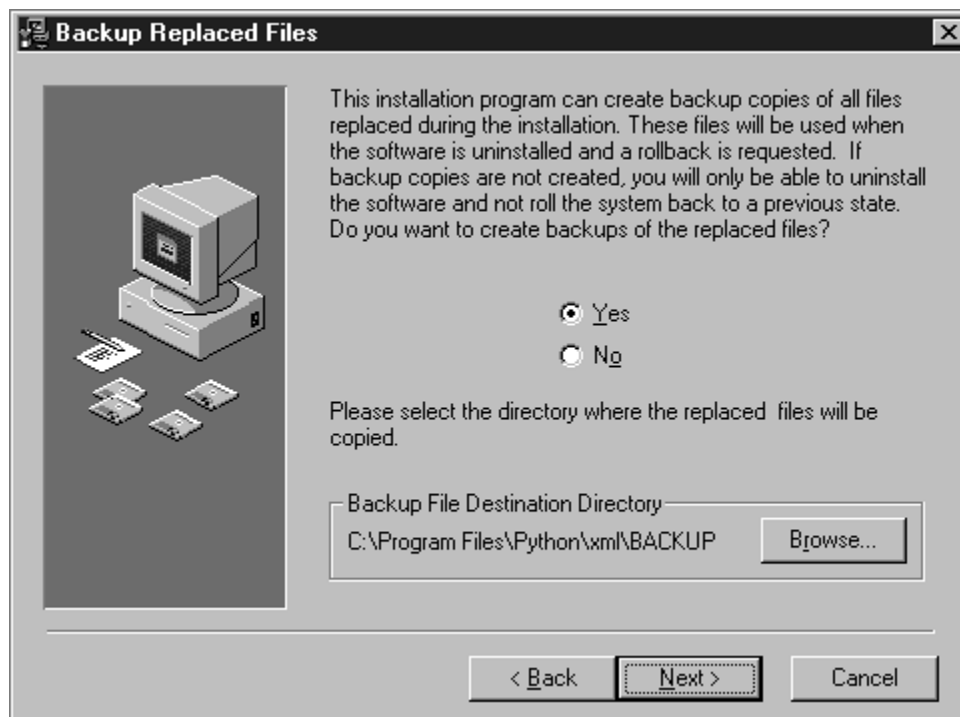 Backup Replaced Files
This installation program can create backup copies of all files
replaced during the installation. These files will be used when
the software is uninstalled and a rollback is requested.  If
backup copies are not created, you will only be able to uninstall
the software and not roll the system back to a previous state.
Do you want to create backups of the replaced files?
Yes
No
Please select the directory where the replaced  files will be
copied.
Backup File Destination Directory
C:\Program Files\Python\xml\BACKUP
Browse...
< Back
Next >
Cancel